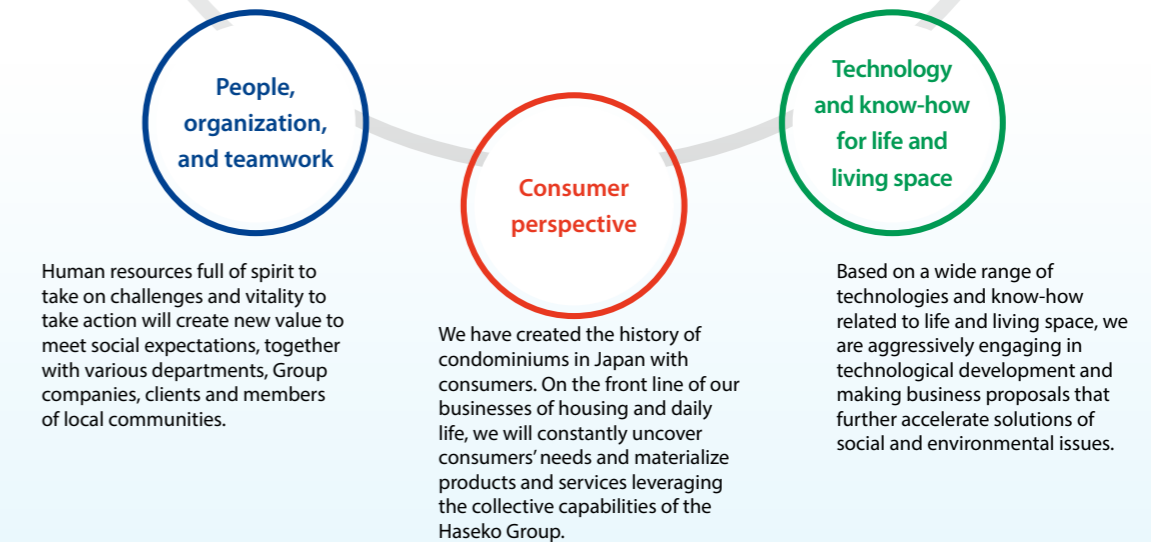 People,
organization,
and teamwork
Human resources full of spirit to
take on challenges and vitality to
take action will create new value to
meet social expectations, together
with various departments, Group
companies, clients and members
of local communities.
Consumer
perspective
We have created the history of
condominiums in Japan with
consumers. On the front line of our
businesses of housing and daily
life, we will constantly uncover
consumers’ needs and materialize
products and services leveraging
the collective capabilities of the
Haseko Group.
Technology
and know-how
for life and
living space
Based on a wide range of
technologies and know-how
related to life and living space, we
are aggressively engaging in
technological development and
making business proposals that
further accelerate solutions of
social and environmental issues.